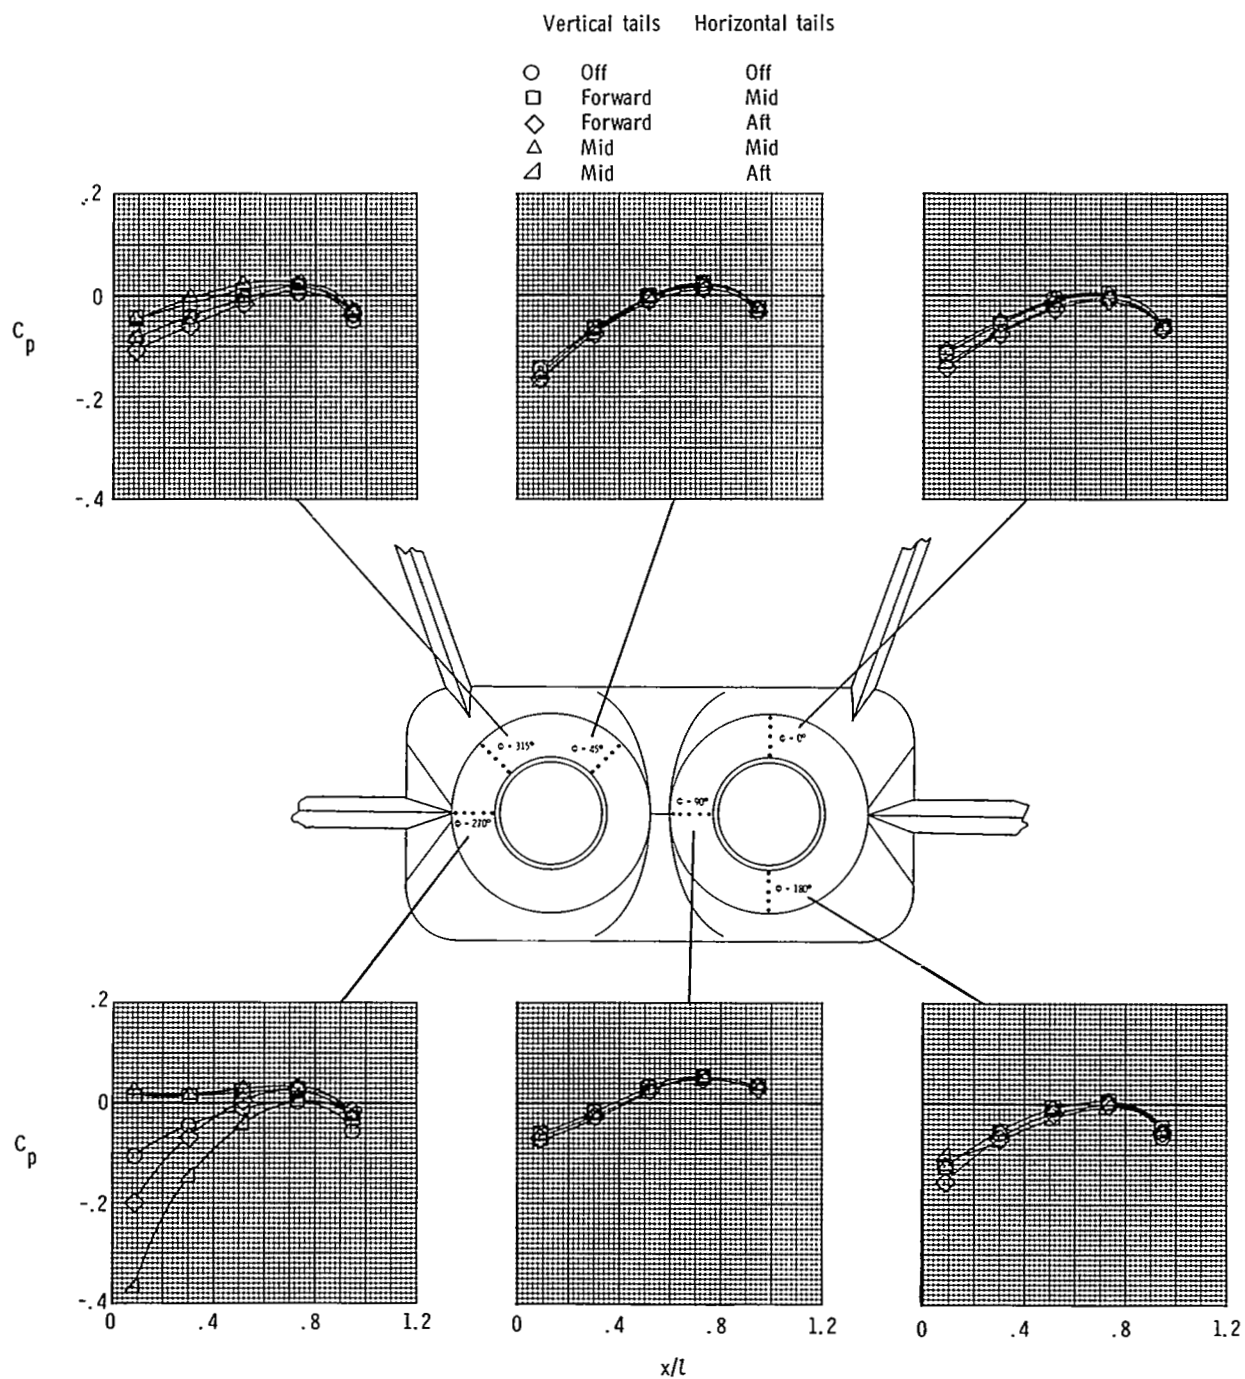 Vertical tails Horizontal tails
Off Off
Forward Mid
Forward Aft
Mid Mid
Mid Aft
.2
0
-.2
-.4
Cp
Φ = 315°
Φ = 45°
Φ = 0°
Φ = 90°
Φ = 270°
Φ = 180°
.2
0
-.2
-.4
Cp
0 .4 .8 1.2
0 .4 .8 1.2
0 .4 .8 1.2
x/l